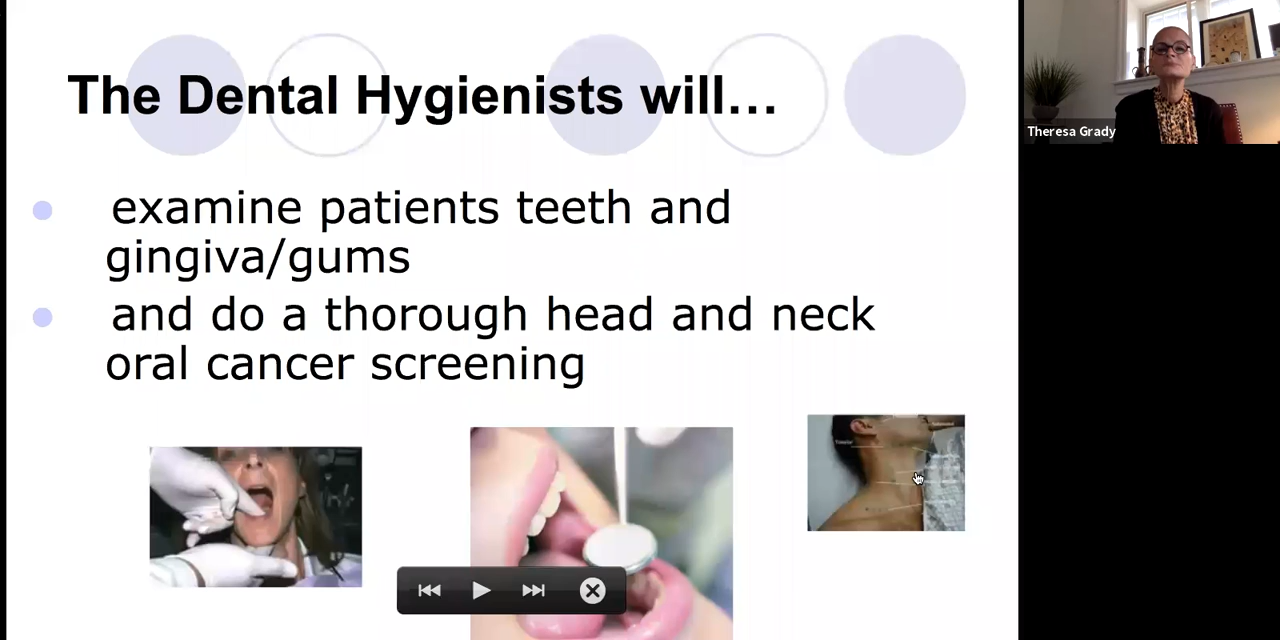 The Dental Hygienists will…
examine patients teeth and
gingiva/gums
and do a thorough head and neck
oral cancer screening
Theresa Grady